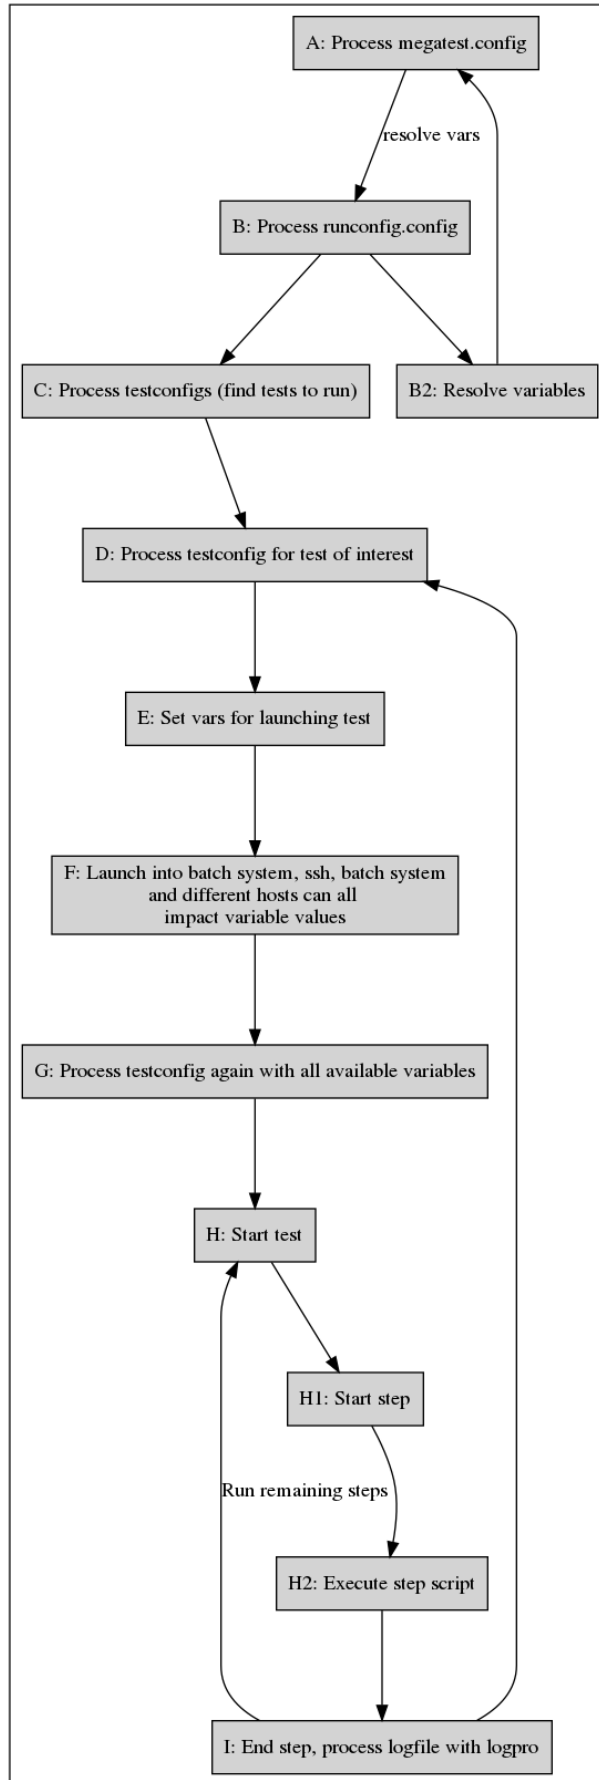 A: Process megatest.config
resolve vars
B: Process runconfig.config
C: Process testconfigs (find tests to run)
B2: Resolve variables
D: Process testconfig for test of interest
E: Set vars for launching test
F: Launch into batch system, ssh, batch system
and different hosts can all
impact variable values
G: Process testconfig again with all available variables
H: Start test
H1: Start step
Run remaining steps
H2: Execute step script
I: End step, process logfile with logpro